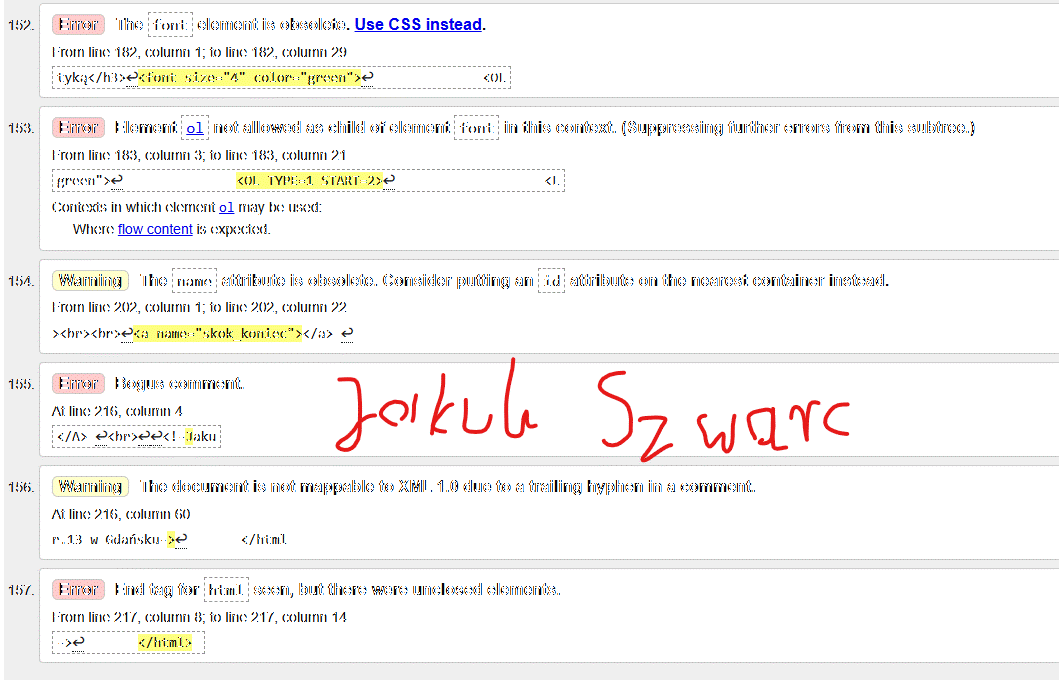 152. Error The font element is obsolete. Use CSS instead.
From line 182, column 1; to line 182, column 29
tyką</h3>↩<font size="4" color="green">↩ <OL
153. Error Element ol not allowed as child of element font in this context. (Suppressing further errors from this subtree.)
From line 183, column 3; to line 183, column 21
green">↩ <OL TYPE=1 START=2>↩ <L
Contexts in which element ol may be used:
Where flow content is expected.
154. Warning The name attribute is obsolete. Consider putting an id attribute on the nearest container instead.
From line 202, column 1; to line 202, column 22
><br><br>↩<a name="skok_koniec"></a> ↩
155. Error Bogus comment.
At line 216, column 4
</A> ↩<br>↩↩<!-Jaku
Jakub Szwarc
156. Warning The document is not mappable to XML 1.0 due to a trailing hyphen in a comment.
At line 216, column 60
r.13 w Gdańsku->↩ </html
157. Error End tag for html seen, but there were unclosed elements.
From line 217, column 8; to line 217, column 14
->↩ </html>